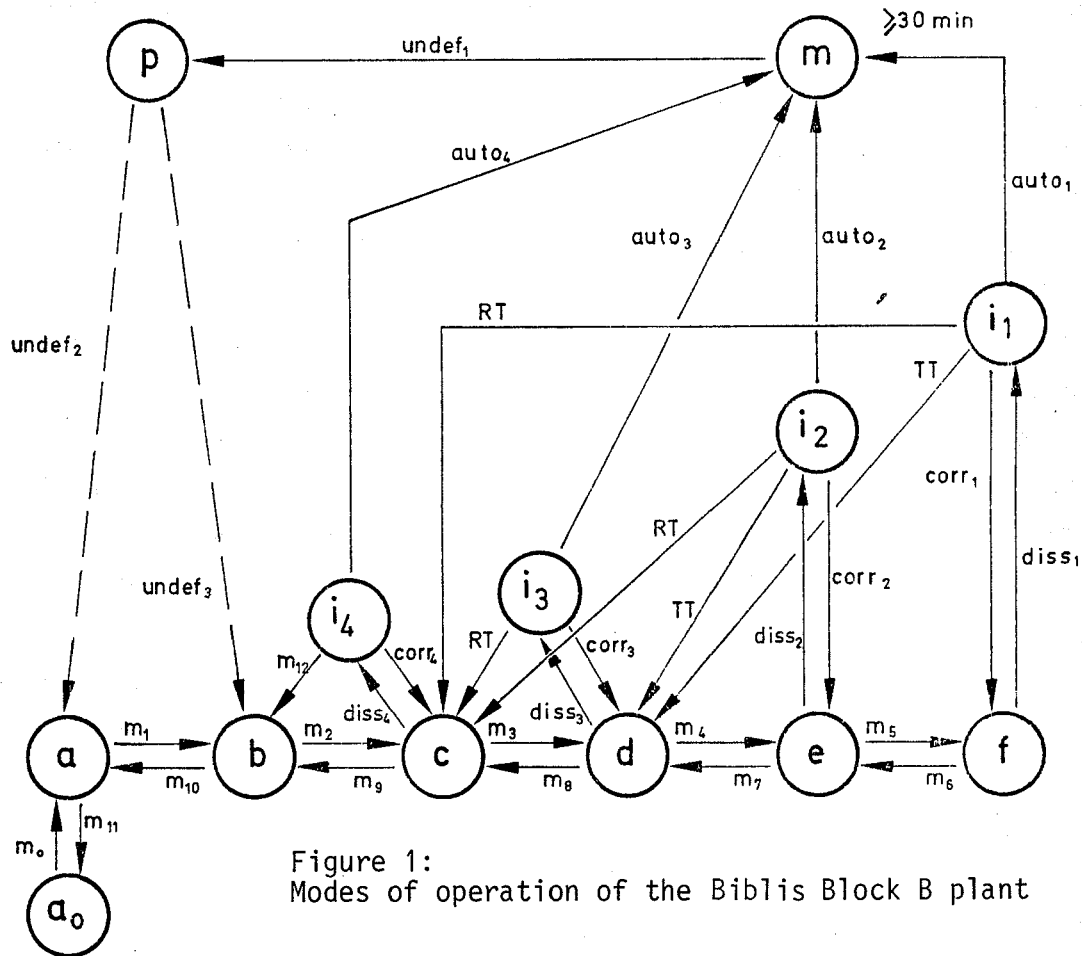 ≥30 min
p
undef₁
m
auto₄
auto₁
auto₃
auto₂
RT
i₁
undef₂
TT
i₂
corr₁
RT
diss₁
i₃
corr₂
undef₃
i₄
TT
RT
corr₃
diss₂
m₁₂
corr₄
diss₄
diss₃
m₁
m₂
m₃
m₄
m₅
a
b
c
d
e
f
m₁₀
m₉
m₈
m₇
m₆
m₀
m₁₁
a₀
Figure 1:
Modes of operation of the Biblis Block B plant